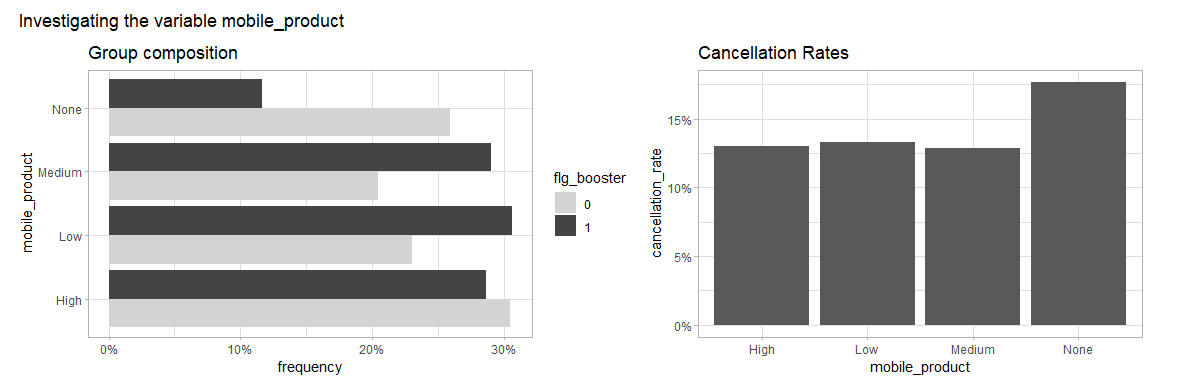 Investigating the variable mobile_product
Group composition
None
Medium
Low
High
mobile_product
0%
10%
20%
30%
frequency
flg_booster
0
1
Cancellation Rates
15%
10%
5%
0%
cancellation_rate
High
Low
Medium
None
mobile_product